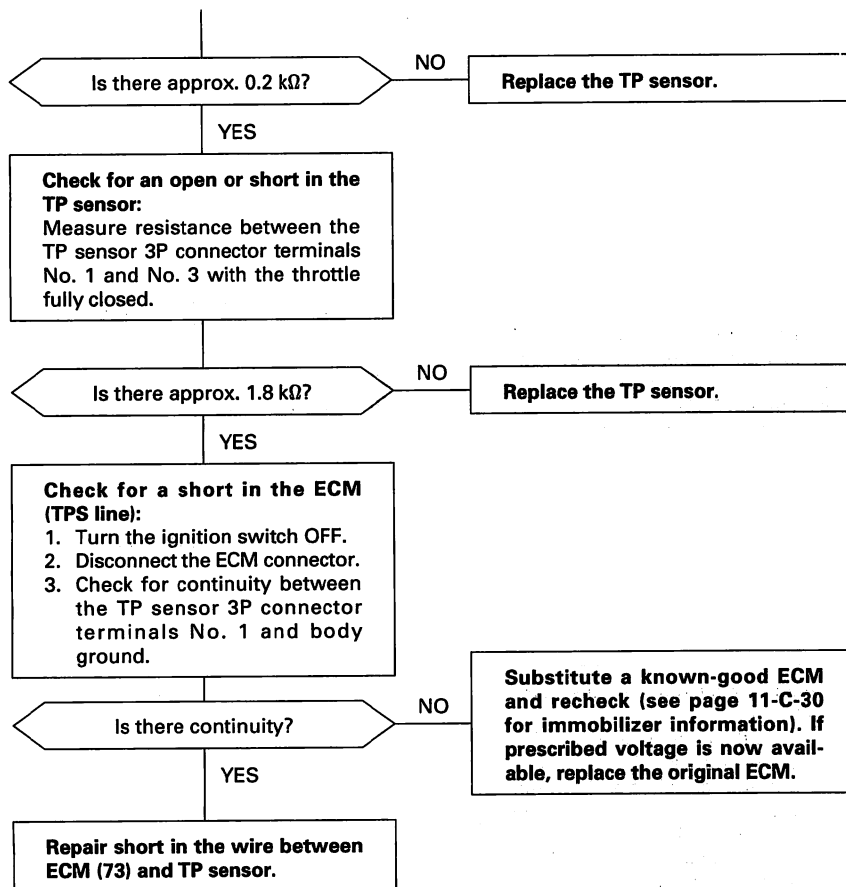 Is there approx. 0.2 kΩ?
NO
Replace the TP sensor.
YES
Check for an open or short in the
TP sensor:
Measure resistance between the
TP sensor 3P connector terminals
No. 1 and No. 3 with the throttle
fully closed.
Is there approx. 1.8 kΩ?
NO
Replace the TP sensor.
YES
Check for a short in the ECM
(TPS line):
1. Turn the ignition switch OFF.
2. Disconnect the ECM connector.
3. Check for continuity between
the TP sensor 3P connector
terminals No. 1 and body
ground.
Is there continuity?
NO
Substitute a known-good ECM
and recheck (see page 11-C-30
for immobilizer information). If
prescribed voltage is now avail-
able, replace the original ECM.
YES
Repair short in the wire between
ECM (73) and TP sensor.